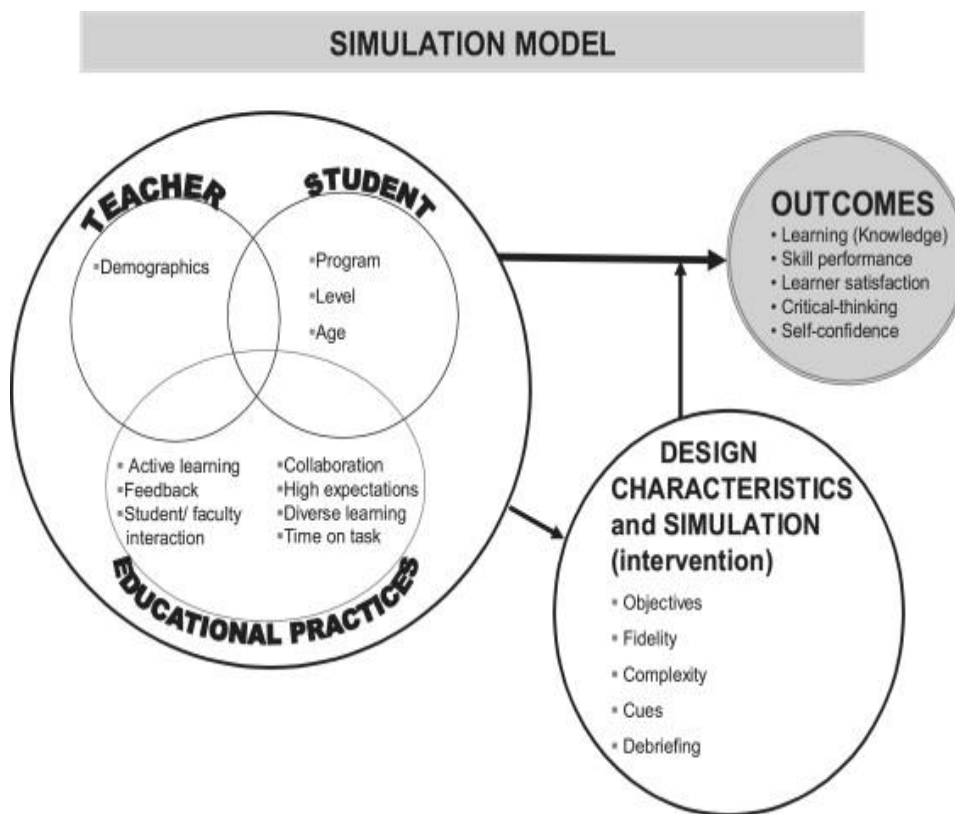 SIMULATION MODEL
TEACHER
▪Demographics
STUDENT
▪Program
▪Level
▪Age
▪ Active learning
▪Feedback
▪Student/ faculty
interaction
▪Collaboration
▪High expectations
▪Diverse learning
▪Time on task
EDUCATIONAL PRACTICES
OUTCOMES
• Learning (Knowledge)
• Skill performance
• Learner satisfaction
• Critical-thinking
• Self-confidence
DESIGN
CHARACTERISTICS
and SIMULATION
(intervention)
▪ Objectives
▪ Fidelity
▪ Complexity
▪ Cues
▪ Debriefing